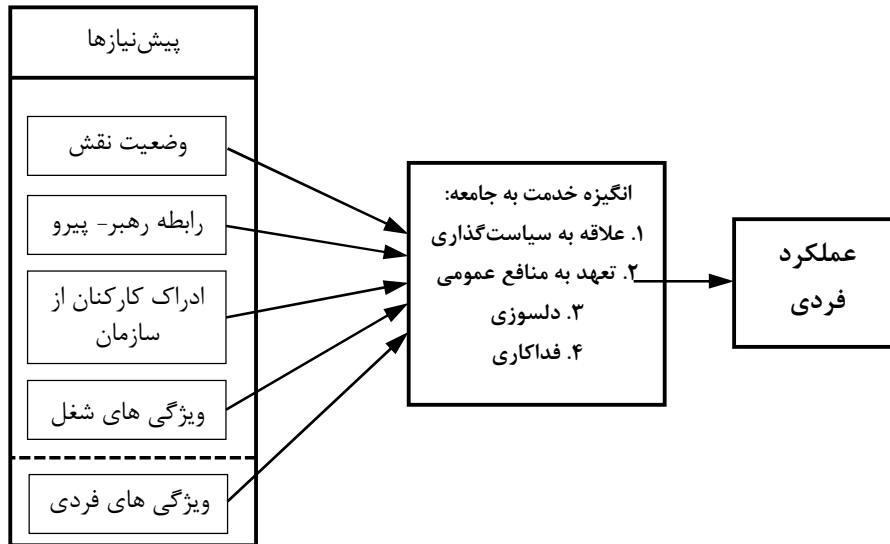 پیش‌نیازها
وضعیت نقش
رابطه رهبر- پیرو
ادراک کارکنان از
سازمان
ویژگی های شغل
ویژگی های فردی
انگیزه خدمت به جامعه:
۱. علاقه به سیاست‌گذاری
۲. تعهد به منافع عمومی
۳. دلسوزی
۴. فداکاری
عملکرد
فردی